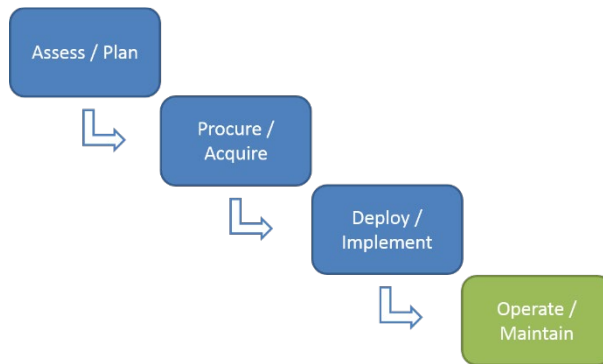 Assess / Plan
Procure /
Acquire
Deploy /
Implement
Operate /
Maintain